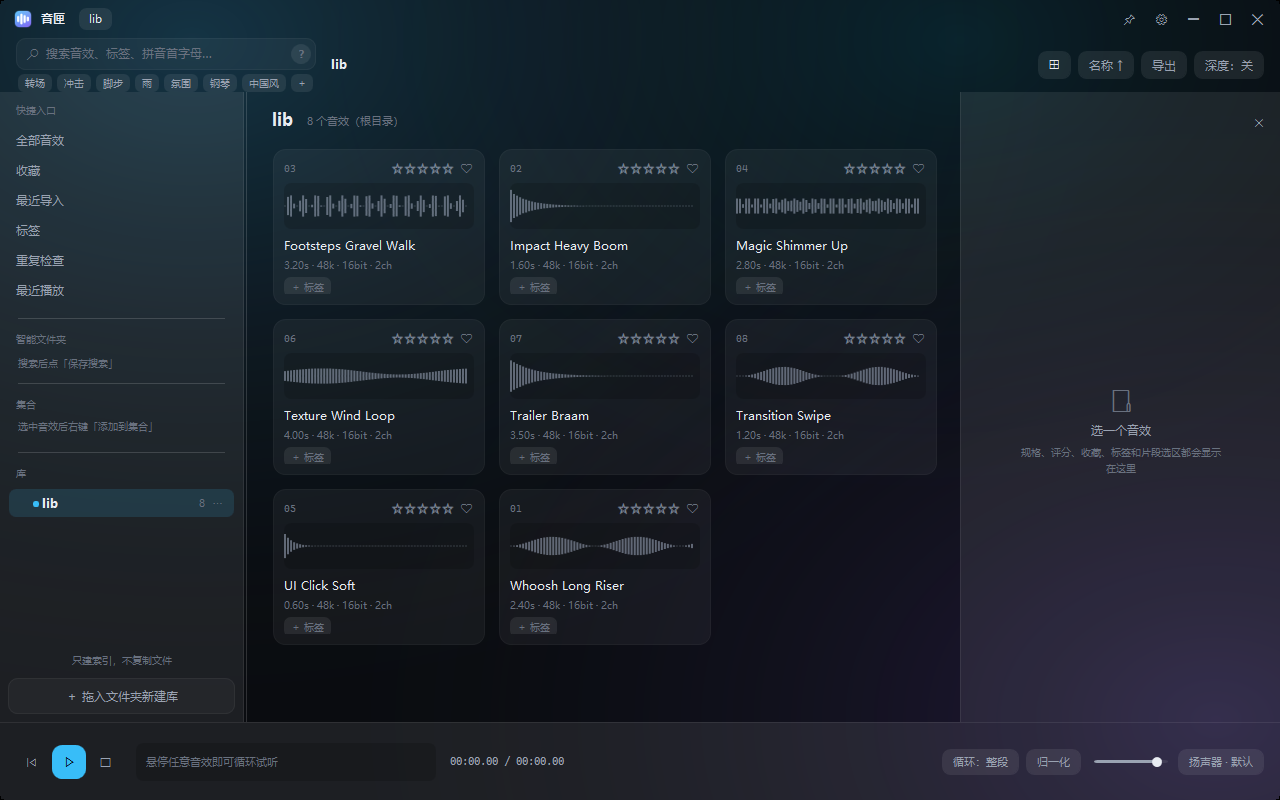 音匣
lib
搜索音效、标签、拼音首字母...
?
转场 冲击 脚步 雨 氛围 钢琴 中国风 +
lib
名称↑ 导出 深度: 关
快捷入口
全部音效
收藏
最近导入
标签
重复检查
最近播放
智能文件夹
搜索后点「保存搜索」
集合
选中音效后右键「添加到集合」
库
lib 8 ···
只建索引，不复制文件
+ 拖入文件夹新建库
lib 8 个音效（根目录）
03
Footsteps Gravel Walk
3.20s · 48k · 16bit · 2ch
+ 标签
02
Impact Heavy Boom
1.60s · 48k · 16bit · 2ch
+ 标签
04
Magic Shimmer Up
2.80s · 48k · 16bit · 2ch
+ 标签
06
Texture Wind Loop
4.00s · 48k · 16bit · 2ch
+ 标签
07
Trailer Braam
3.50s · 48k · 16bit · 2ch
+ 标签
08
Transition Swipe
1.20s · 48k · 16bit · 2ch
+ 标签
05
UI Click Soft
0.60s · 48k · 16bit · 2ch
+ 标签
01
Whoosh Long Riser
2.40s · 48k · 16bit · 2ch
+ 标签
选一个音效
规格、评分、收藏、标签和片段选区都会显示
在这里
悬停任意音效即可循环试听
00:00.00 / 00:00.00
循环: 整段 归一化 扬声器 · 默认